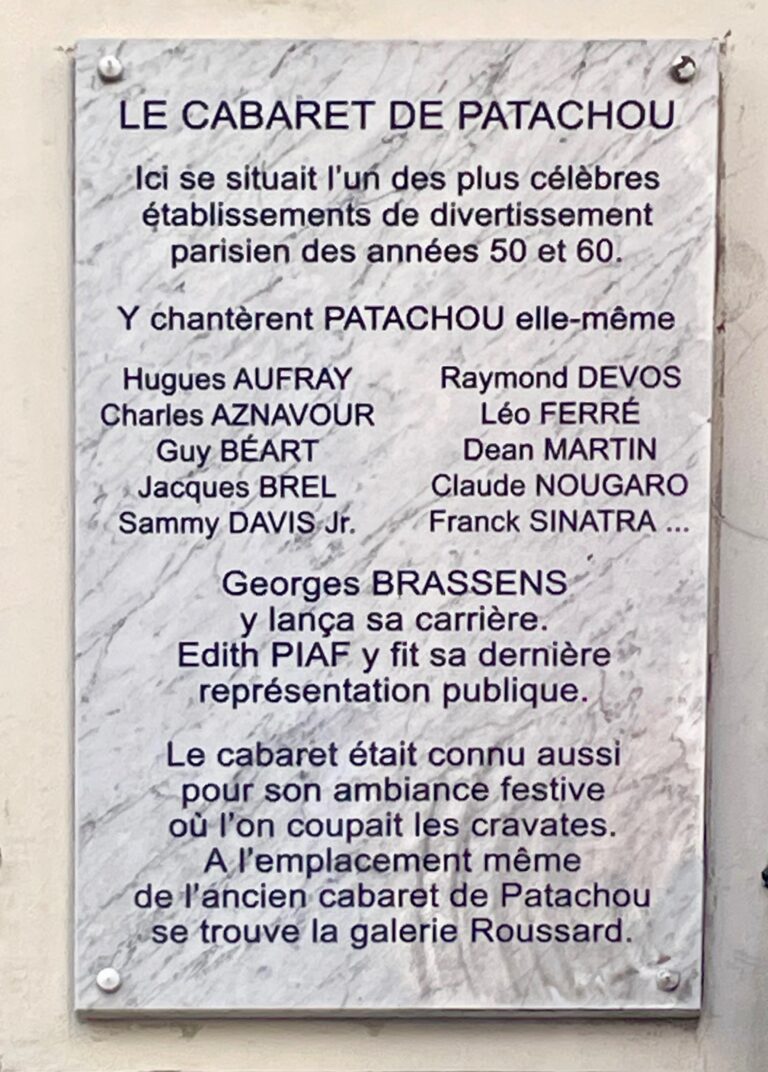 LE CABARET DE PATACHOU
Ici se situait l'un des plus célèbres
établissements de divertissement
parisien des années 50 et 60.
Y chantèrent PATACHOU elle-même
Hugues AUFRAY
Charles AZNAVOUR
Guy BÉART
Jacques BREL
Sammy DAVIS Jr.
Raymond DEVOS
Léo FERRÉ
Dean MARTIN
Claude NOUGARO
Franck SINATRA ...
Georges BRASSENS
y lança sa carrière.
Edith PIAF y fit sa dernière
représentation publique.
Le cabaret était connu aussi
pour son ambiance festive
où l'on coupait les cravates.
A l'emplacement même
de l'ancien cabaret de Patachou
se trouve la galerie Roussard.